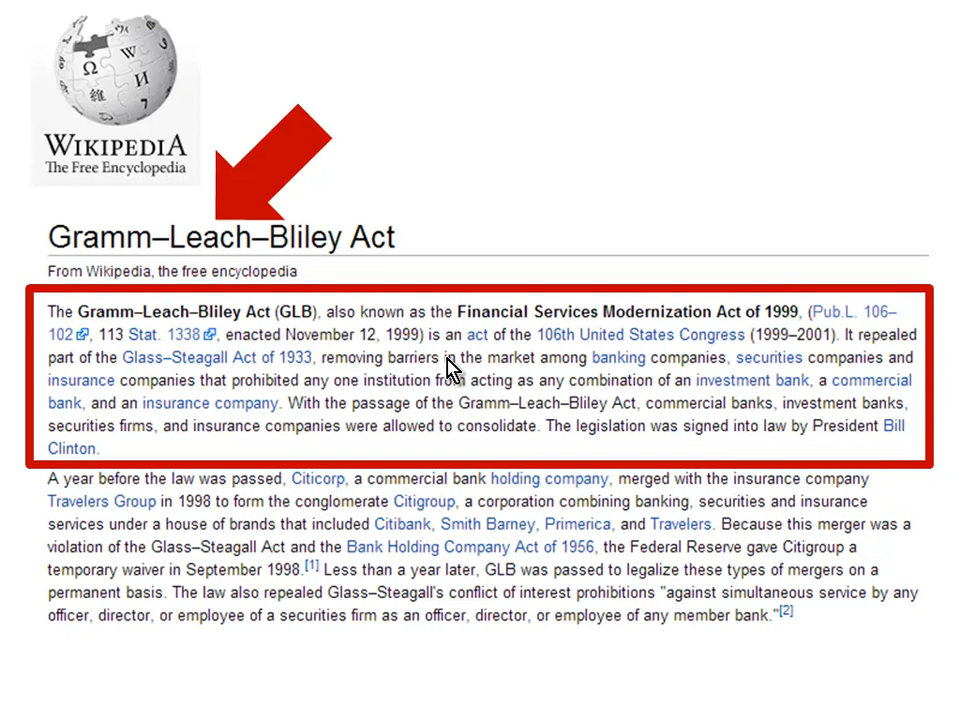 WIKIPEDIA
The Free Encyclopedia
Gramm–Leach–Bliley Act
From Wikipedia, the free encyclopedia
The Gramm–Leach–Bliley Act (GLB), also known as the Financial Services Modernization Act of 1999, (Pub.L. 106–
102, 113 Stat. 1338, enacted November 12, 1999) is an act of the 106th United States Congress (1999–2001). It repealed
part of the Glass–Steagall Act of 1933, removing barriers in the market among banking companies, securities companies and
insurance companies that prohibited any one institution from acting as any combination of an investment bank, a commercial
bank, and an insurance company. With the passage of the Gramm–Leach–Bliley Act, commercial banks, investment banks,
securities firms, and insurance companies were allowed to consolidate. The legislation was signed into law by President Bill
Clinton.
A year before the law was passed, Citicorp, a commercial bank holding company, merged with the insurance company
Travelers Group in 1998 to form the conglomerate Citigroup, a corporation combining banking, securities and insurance
services under a house of brands that included Citibank, Smith Barney, Primerica, and Travelers. Because this merger was a
violation of the Glass–Steagall Act and the Bank Holding Company Act of 1956, the Federal Reserve gave Citigroup a
temporary waiver in September 1998.[1] Less than a year later, GLB was passed to legalize these types of mergers on a
permanent basis. The law also repealed Glass–Steagall's conflict of interest prohibitions "against simultaneous service by any
officer, director, or employee of a securities firm as an officer, director, or employee of any member bank."[2]